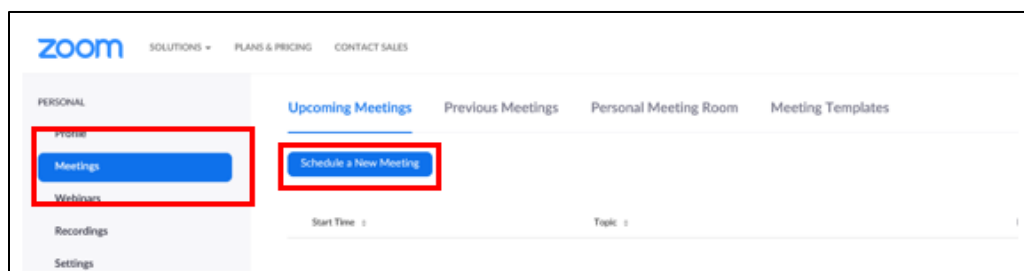 zoom SOLUTIONS PLANS & PRICING CONTACT SALES
PERSONAL
Profile
Meetings
Webinars
Recordings
Settings
Upcoming Meetings Previous Meetings Personal Meeting Room Meeting Templates
Schedule a New Meeting
Start Time Topic